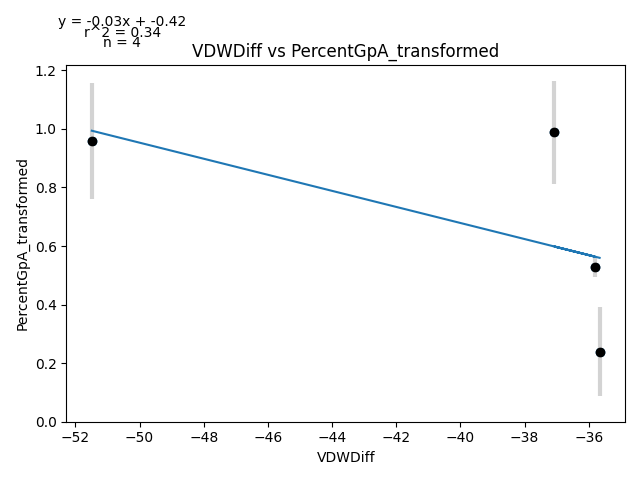 y = -0.03x + -0.42
r^2 = 0.34
n = 4
VDWDiff vs PercentGpA_transformed
1.2
1.0
0.8
0.6
0.4
0.2
0.0
PercentGpA_transformed
−52 −50 −48 −46 −44 −42 −40 −38 −36
VDWDiff